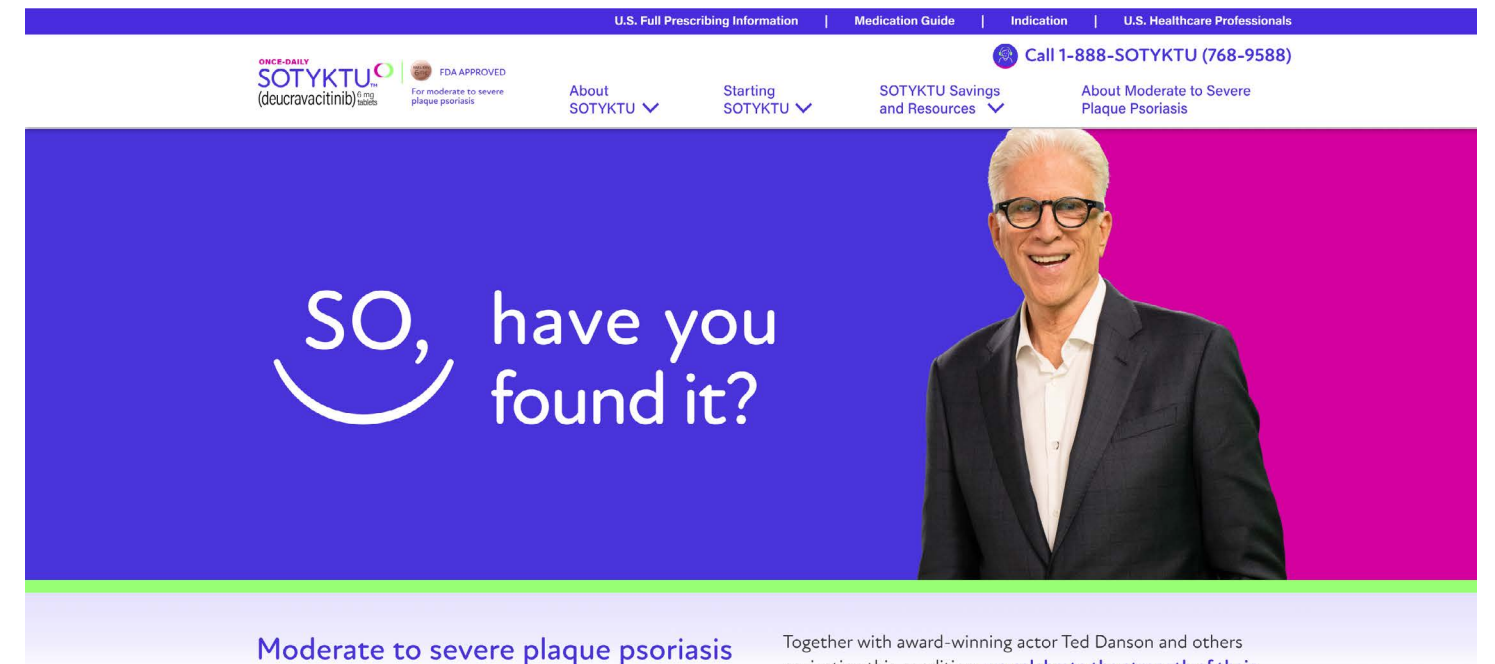 U.S. Full Prescribing Information | Medication Guide | Indication | U.S. Healthcare Professionals
Call 1-888-SOTYKTU (768-9588)
ONCE-DAILY
SOTYKTU™
(deucravacitinib) 6 mg tablets
FDA APPROVED
For moderate to severe
plaque psoriasis
About
SOTYKTU
Starting
SOTYKTU
SOTYKTU Savings
and Resources
About Moderate to Severe
Plaque Psoriasis
SO, have you
found it?
Moderate to severe plaque psoriasis
Together with award-winning actor Ted Danson and others